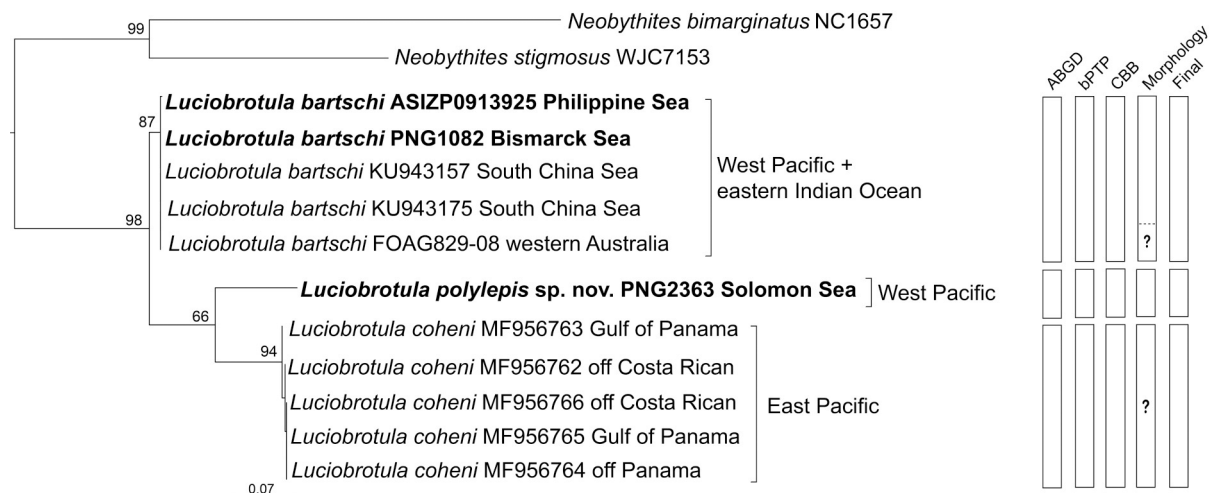 99
Neobythites bimarginatus NC1657
Neobythites stigmosus WJC7153
ABGD
bPTP
CBB
Morphology
Final
87
Luciobrotula bartschi ASIZP0913925 Philippine Sea
Luciobrotula bartschi PNG1082 Bismarck Sea
Luciobrotula bartschi KU943157 South China Sea
West Pacific +
eastern Indian Ocean
98
Luciobrotula bartschi KU943175 South China Sea
Luciobrotula bartschi FOAG829-08 western Australia
?
Luciobrotula polylepis sp. nov. PNG2363 Solomon Sea
West Pacific
66
Luciobrotula coheni MF956763 Gulf of Panama
94
Luciobrotula coheni MF956762 off Costa Rican
Luciobrotula coheni MF956766 off Costa Rican
East Pacific
?
Luciobrotula coheni MF956765 Gulf of Panama
Luciobrotula coheni MF956764 off Panama
0.07